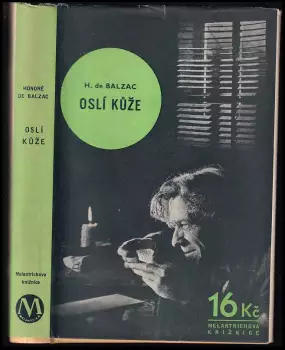 HONORÉ
DE BALZAC
OSLÍ
KŮŽE
Melantrichova
knižnice
M
H. de BALZAC
OSLÍ KŮŽE
16 Kč
MELANTRICHOVA
KNIŽNICE